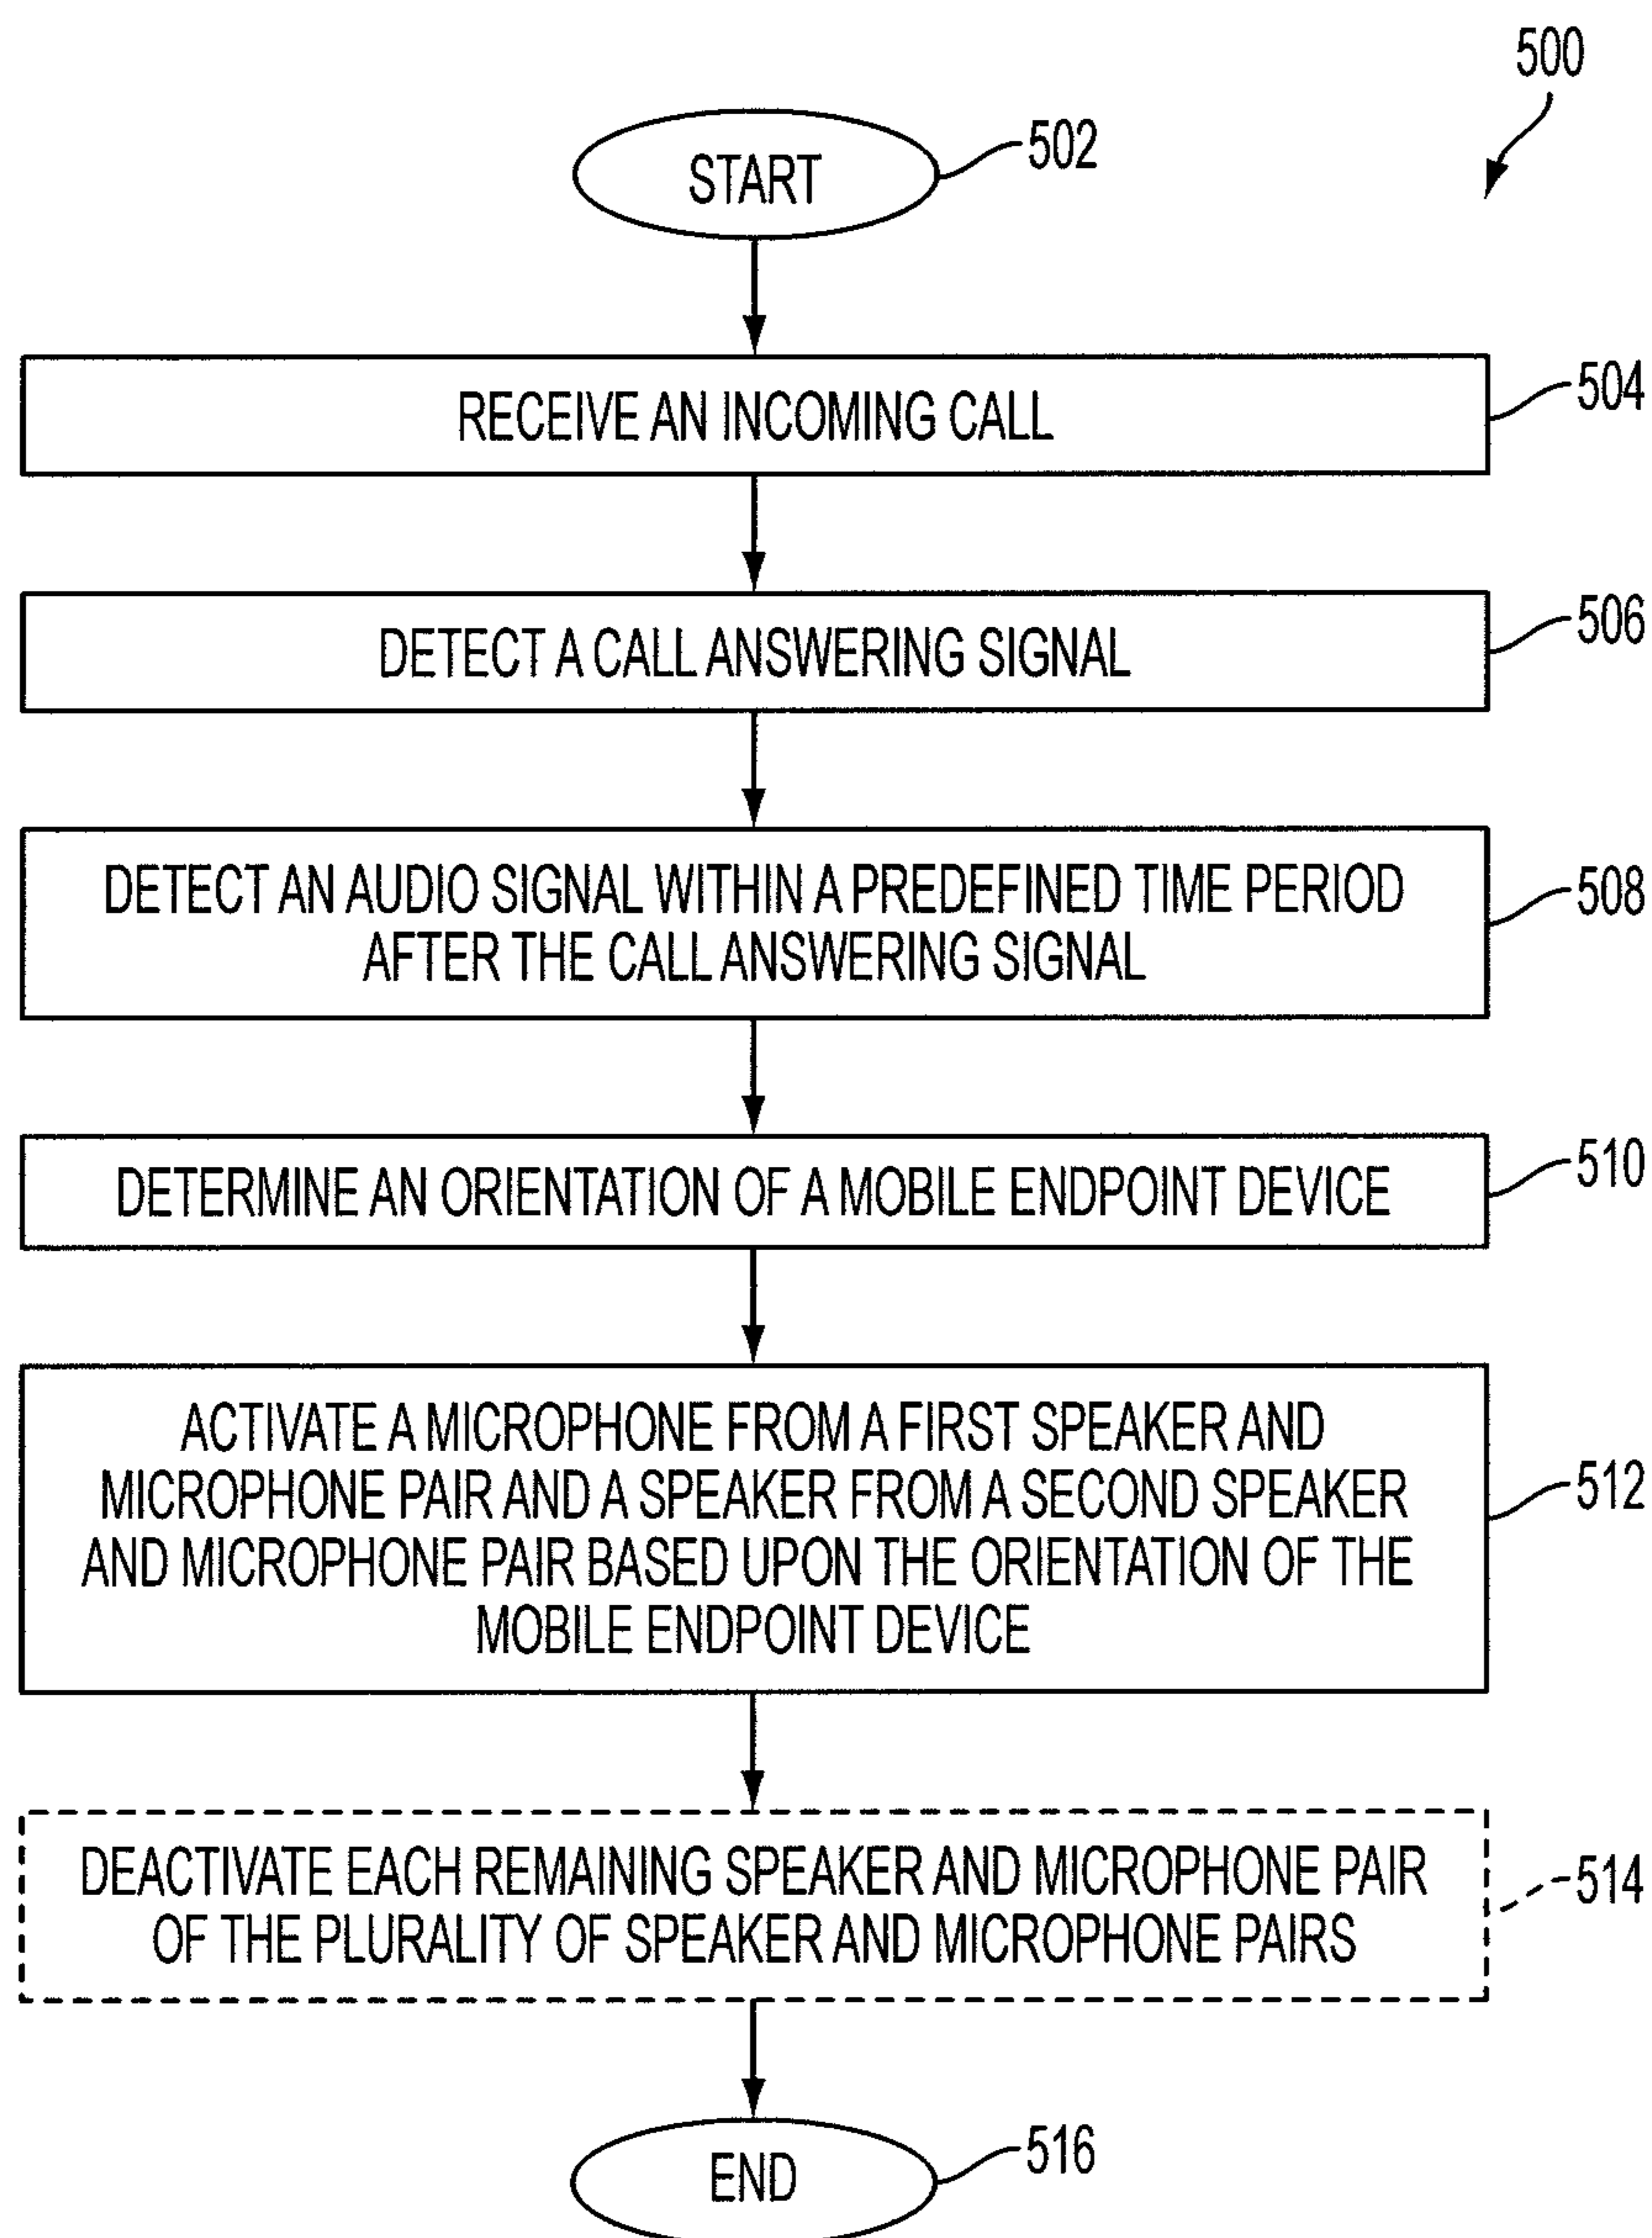 500
START
502
RECEIVE AN INCOMING CALL
504
DETECT A CALL ANSWERING SIGNAL
506
DETECT AN AUDIO SIGNAL WITHIN A PREDEFINED TIME PERIOD
AFTER THE CALL ANSWERING SIGNAL
508
DETERMINE AN ORIENTATION OF A MOBILE ENDPOINT DEVICE
510
ACTIVATE A MICROPHONE FROM A FIRST SPEAKER AND
MICROPHONE PAIR AND A SPEAKER FROM A SECOND SPEAKER
AND MICROPHONE PAIR BASED UPON THE ORIENTATION OF THE
MOBILE ENDPOINT DEVICE
512
DEACTIVATE EACH REMAINING SPEAKER AND MICROPHONE PAIR
OF THE PLURALITY OF SPEAKER AND MICROPHONE PAIRS
514
END
516